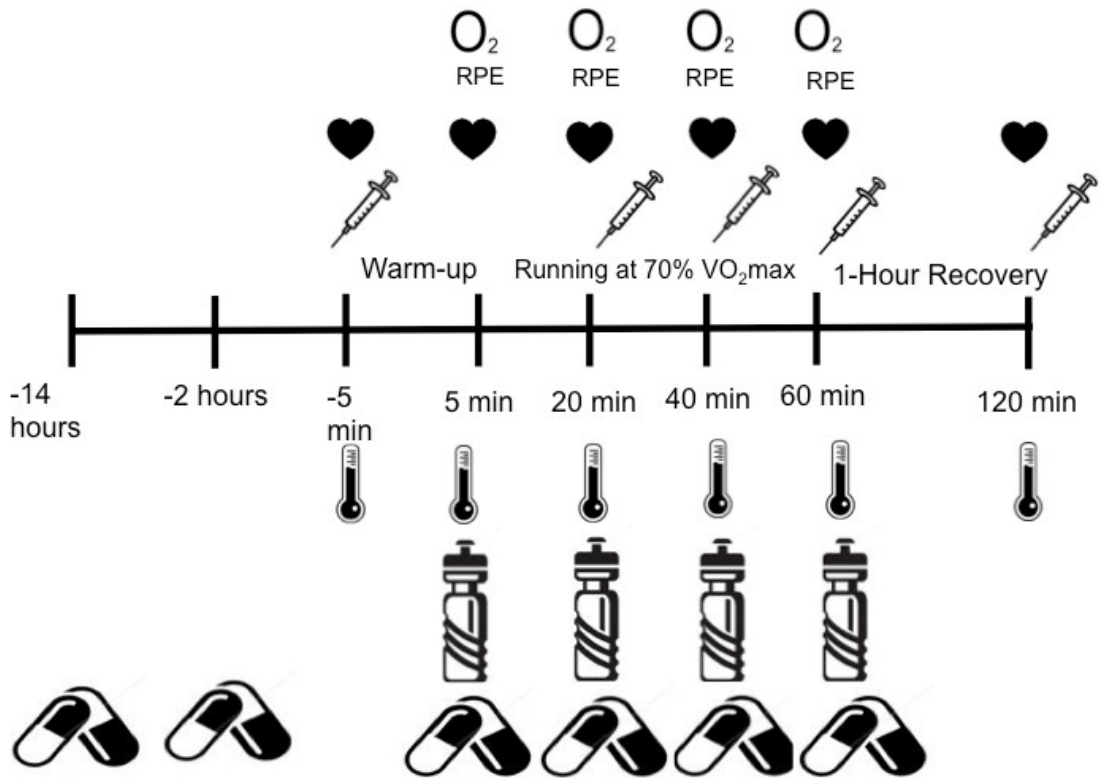 O₂ O₂ O₂ O₂
RPE RPE RPE RPE
Warm-up Running at 70% VO₂max 1-Hour Recovery
-14 hours
-2 hours
-5 min
5 min
20 min
40 min
60 min
120 min